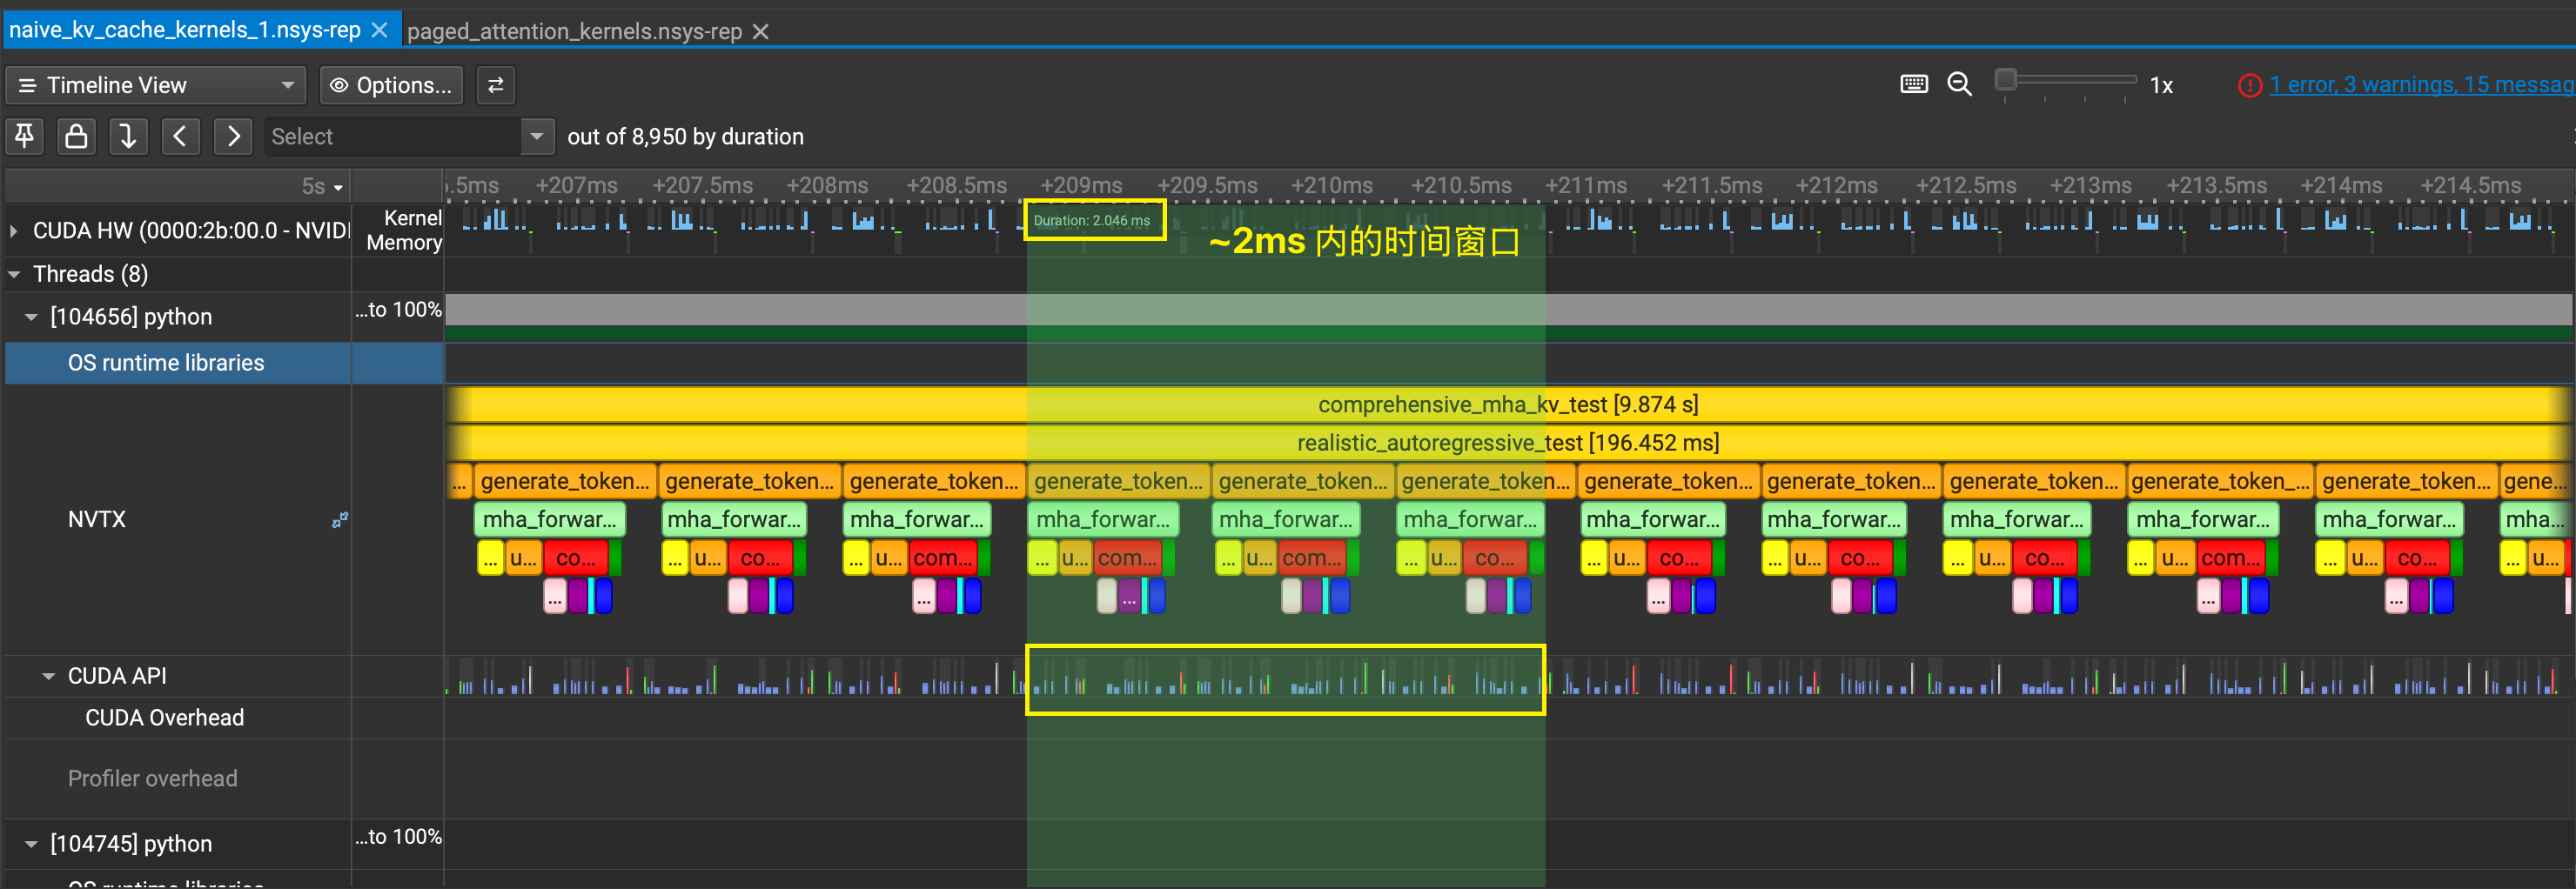 naive_kv_cache_kernels_1.nsys-rep
paged_attention_kernels.nsys-rep
Timeline View
Options...
1x
1 error, 3 warnings, 15 messag
Select
out of 8,950 by duration
5s
.5ms +207ms +207.5ms +208ms +208.5ms +209ms +209.5ms +210ms +210.5ms +211ms +211.5ms +212ms +212.5ms +213ms +213.5ms +214ms +214.5ms
CUDA HW (0000:2b:00.0 - NVIDI
Kernel
Memory
Duration: 2.046 ms
~2ms 内的时间窗口
Threads (8)
[104656] python
...to 100%
OS runtime libraries
NVTX
comprehensive_mha_kv_test [9.874 s]
realistic_autoregressive_test [196.452 ms]
... generate_token... generate_token... generate_token... generate_token... generate_token... generate_token... generate_token... generate_token... generate_token... generate_token_... generate_token... gene...
mha_forwar... mha_forwar... mha_forwar... mha_forwar... mha_forwar... mha_forwar... mha_forwar... mha_forwar... mha_forwar... mha_forwar... mha_forwar... mha...
... u... co... ... u... co... ... u... com... ... u... com... ... u... com... ... u... co... ... u... co... ... u... co... ... u... co... ... u... com... ... u... co... ... u...
... ... ... ... ... ...
CUDA API
CUDA Overhead
Profiler overhead
[104745] python
...to 100%
OS runtime libraries